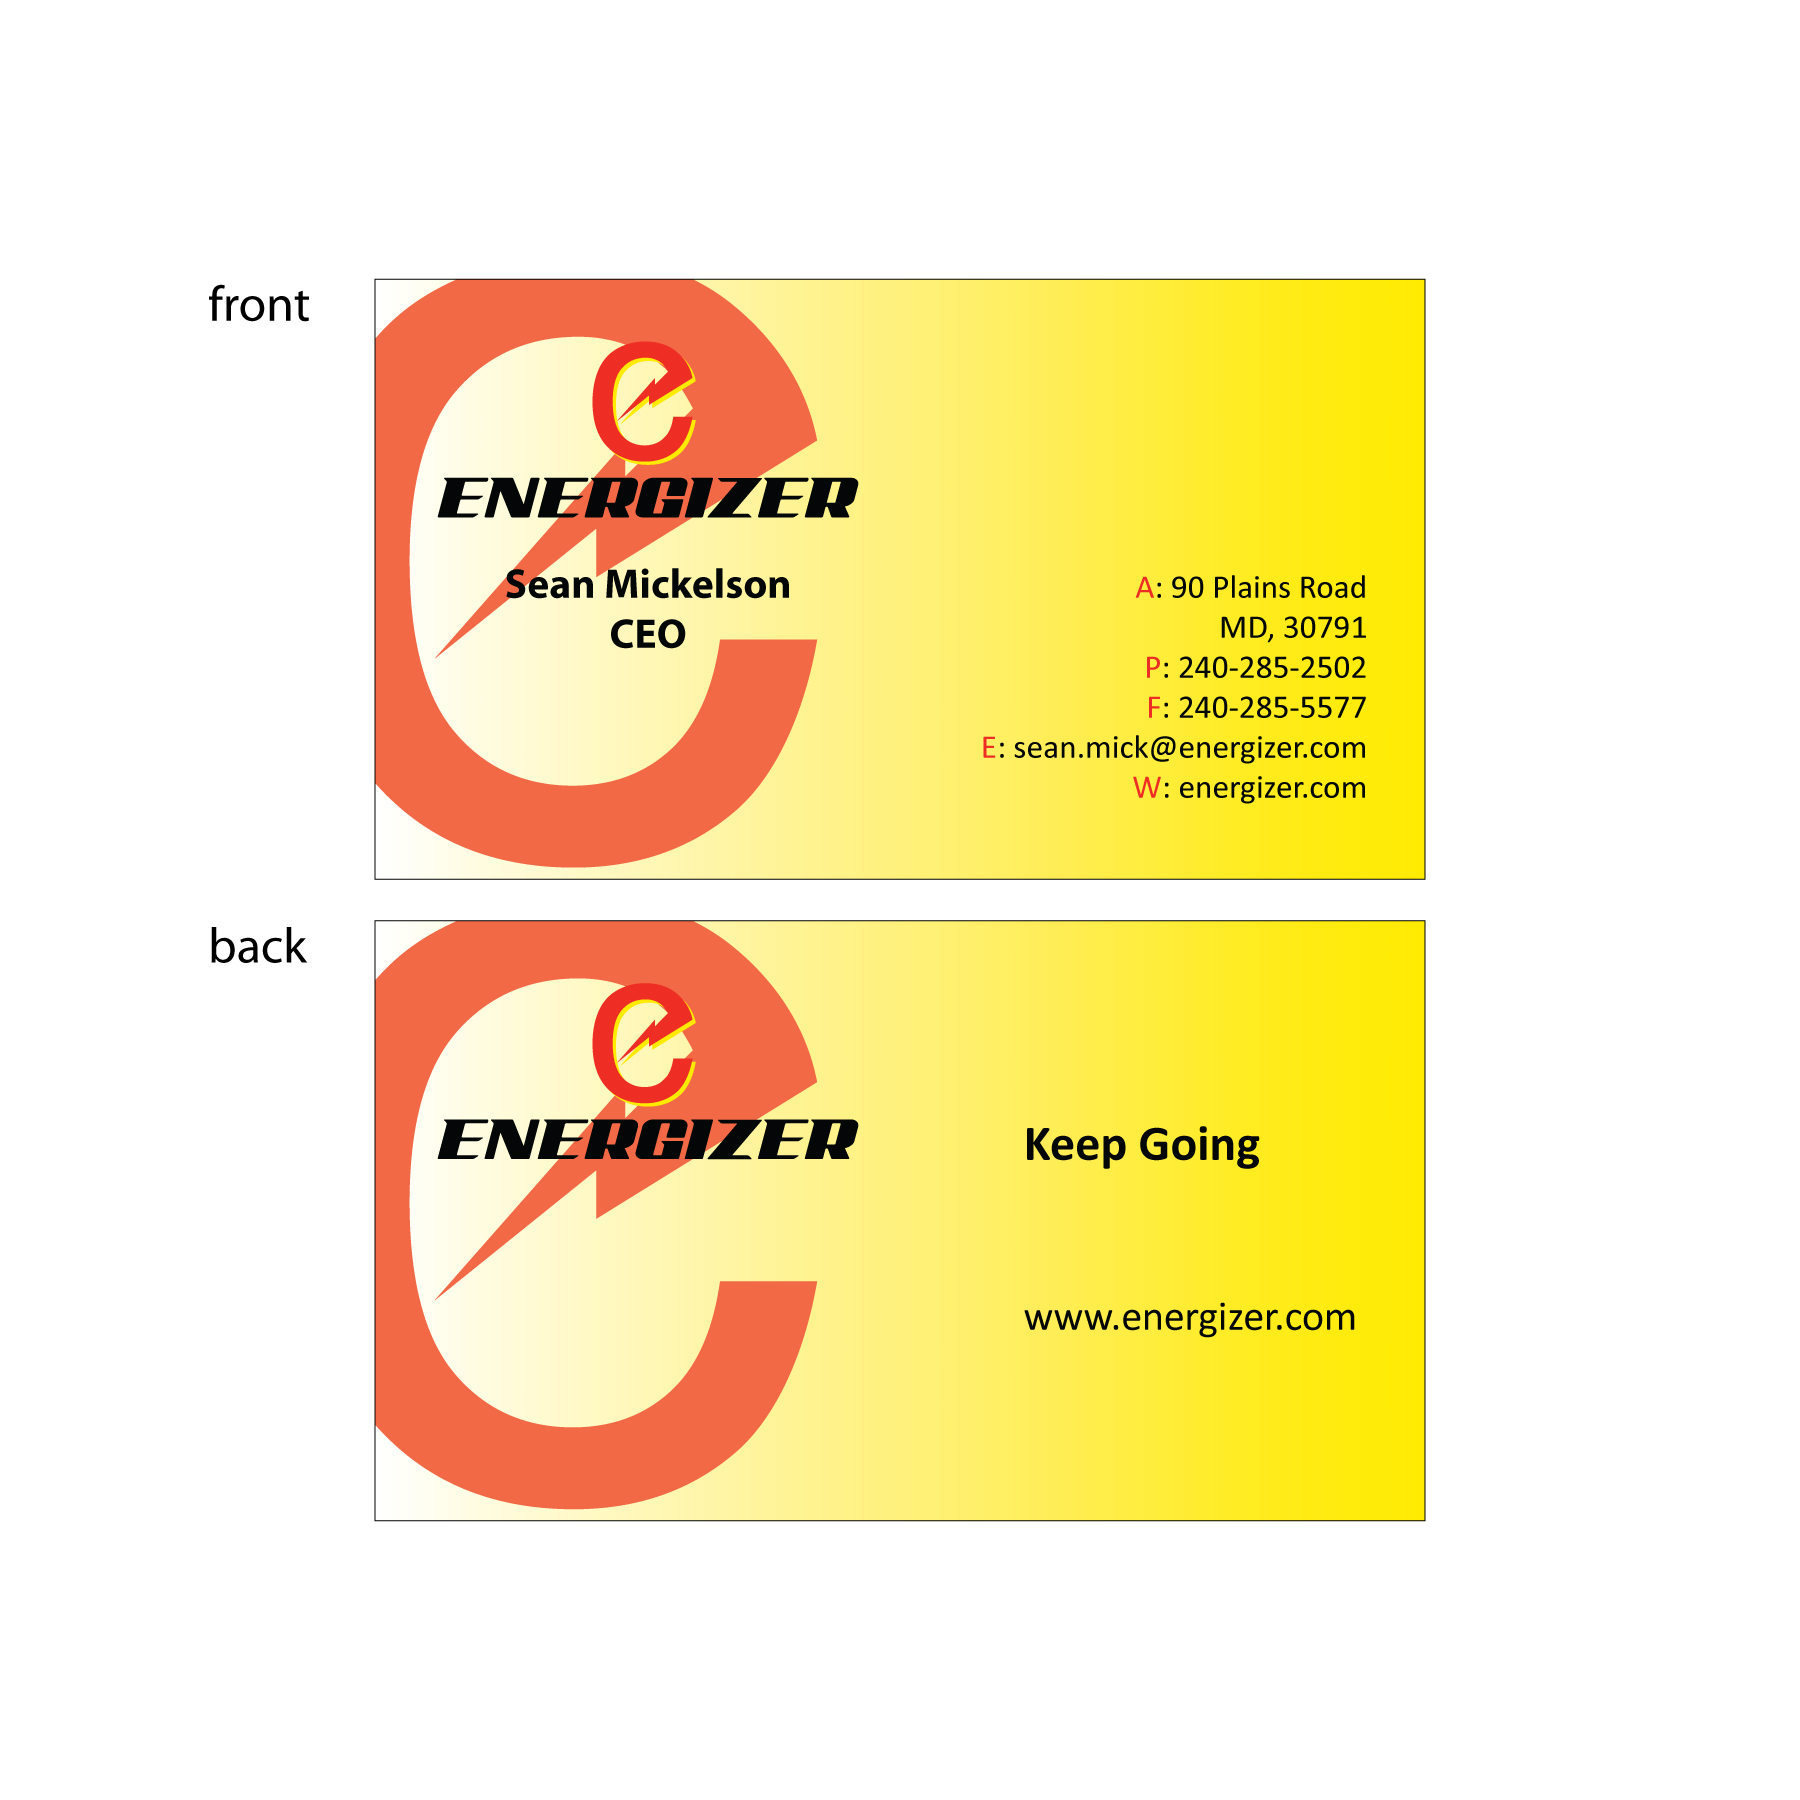 front
ENERGIZER
Sean Mickelson
CEO
A: 90 Plains Road
MD, 30791
P: 240-285-2502
F: 240-285-5577
E: sean.mick@energizer.com
W: energizer.com
back
ENERGIZER
Keep Going
www.energizer.com